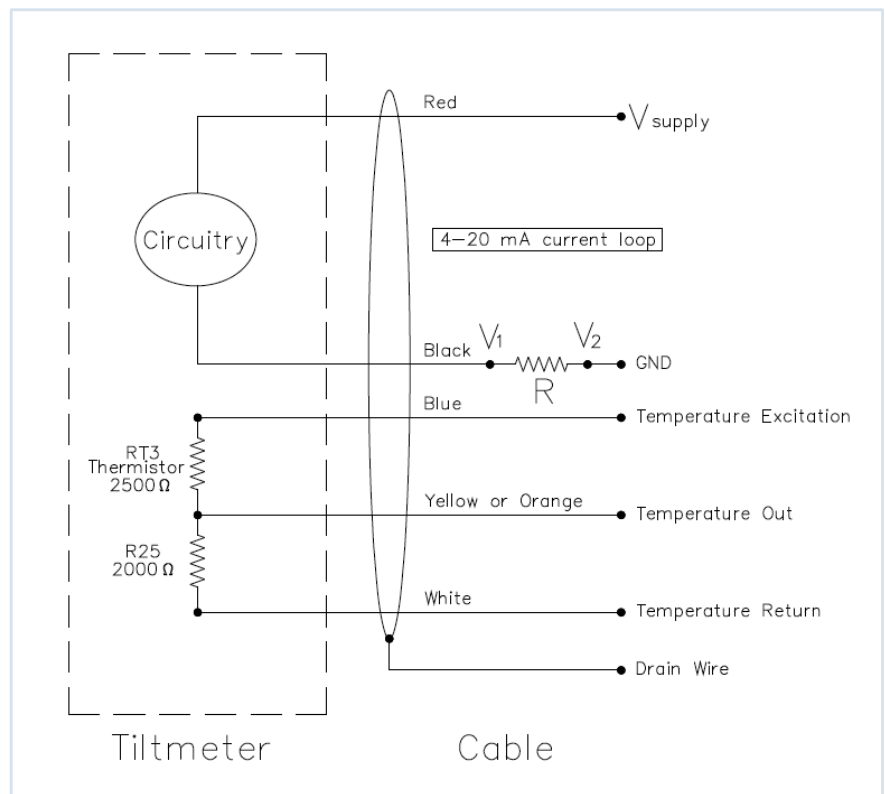 Red
V supply
Circuitry
4-20 mA current loop
V1
V2
Black
GND
R
Blue
Temperature Excitation
RT3
Thermistor
2500Ω
Yellow or Orange
Temperature Out
R25
2000Ω
White
Temperature Return
Drain Wire
Tiltmeter
Cable